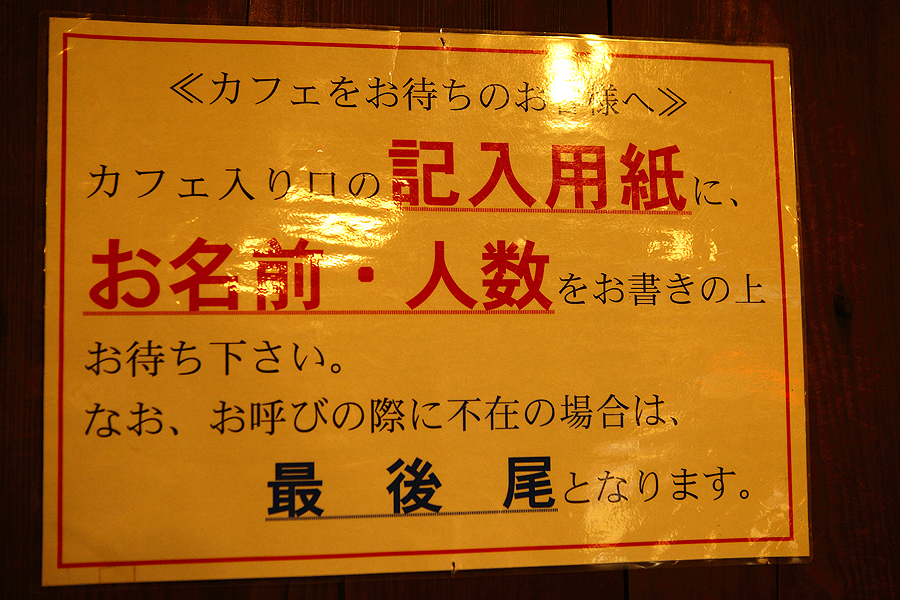 ≪カフェをお待ちのお客様へ≫
カフェ入り口の記入用紙に、
お名前・人数をお書きの上
お待ち下さい。
なお、お呼びの際に不在の場合は、
最後尾となります。